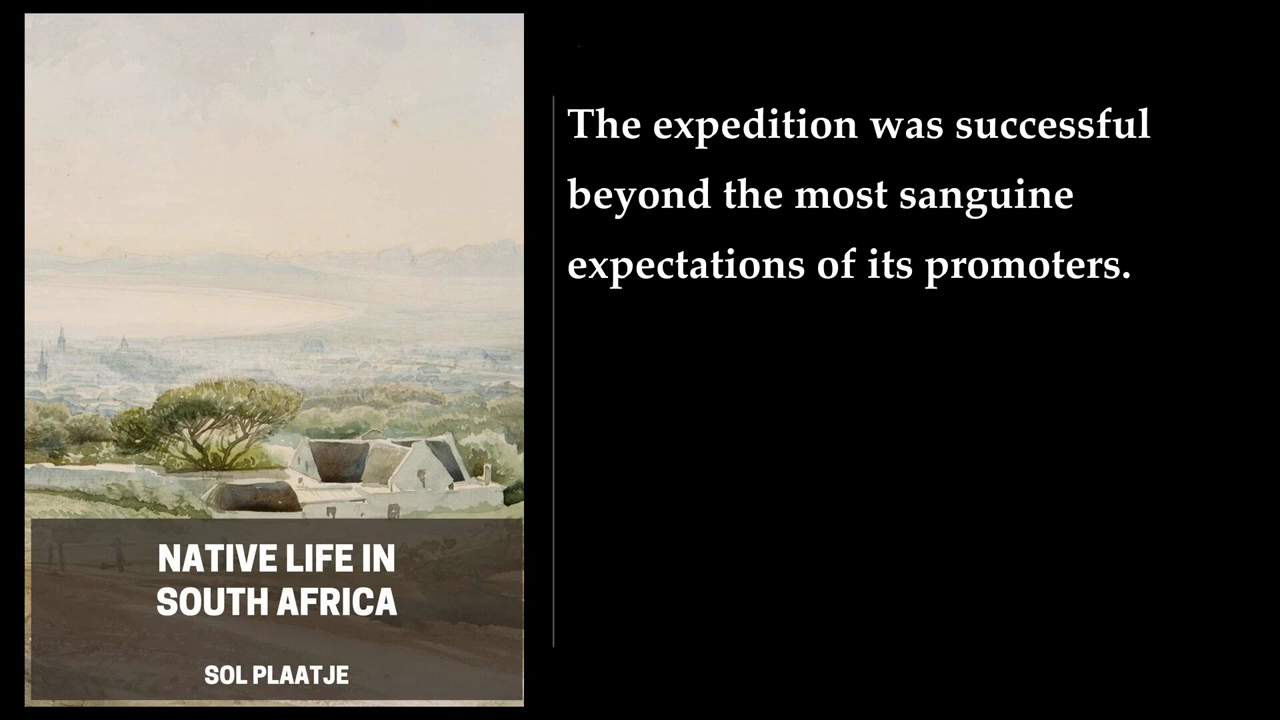 The expedition was successful
beyond the most sanguine
expectations of its promoters.
NATIVE LIFE IN
SOUTH AFRICA
SOL PLAATJE